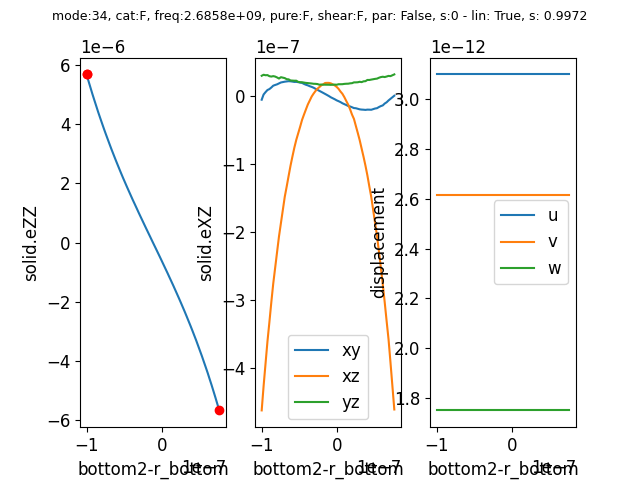 mode:34, cat:F, freq:2.6858e+09, pure:F, shear:F, par: False, s:0 - lin: True, s: 0.9972
1e−6
6
4
2
0
−2
−4
−6
solid.eZZ
−1
0
1e−7
bottom2-r_bottom
1e−7
0
−1
−2
−3
−4
solid.eXZ
xy
xz
yz
−1
0
1e−7
bottom2-r_bottom
1e−12
3.0
2.8
2.6
2.4
2.2
2.0
1.8
displacement
u
v
w
−1
0
1e−7
bottom2-r_bottom